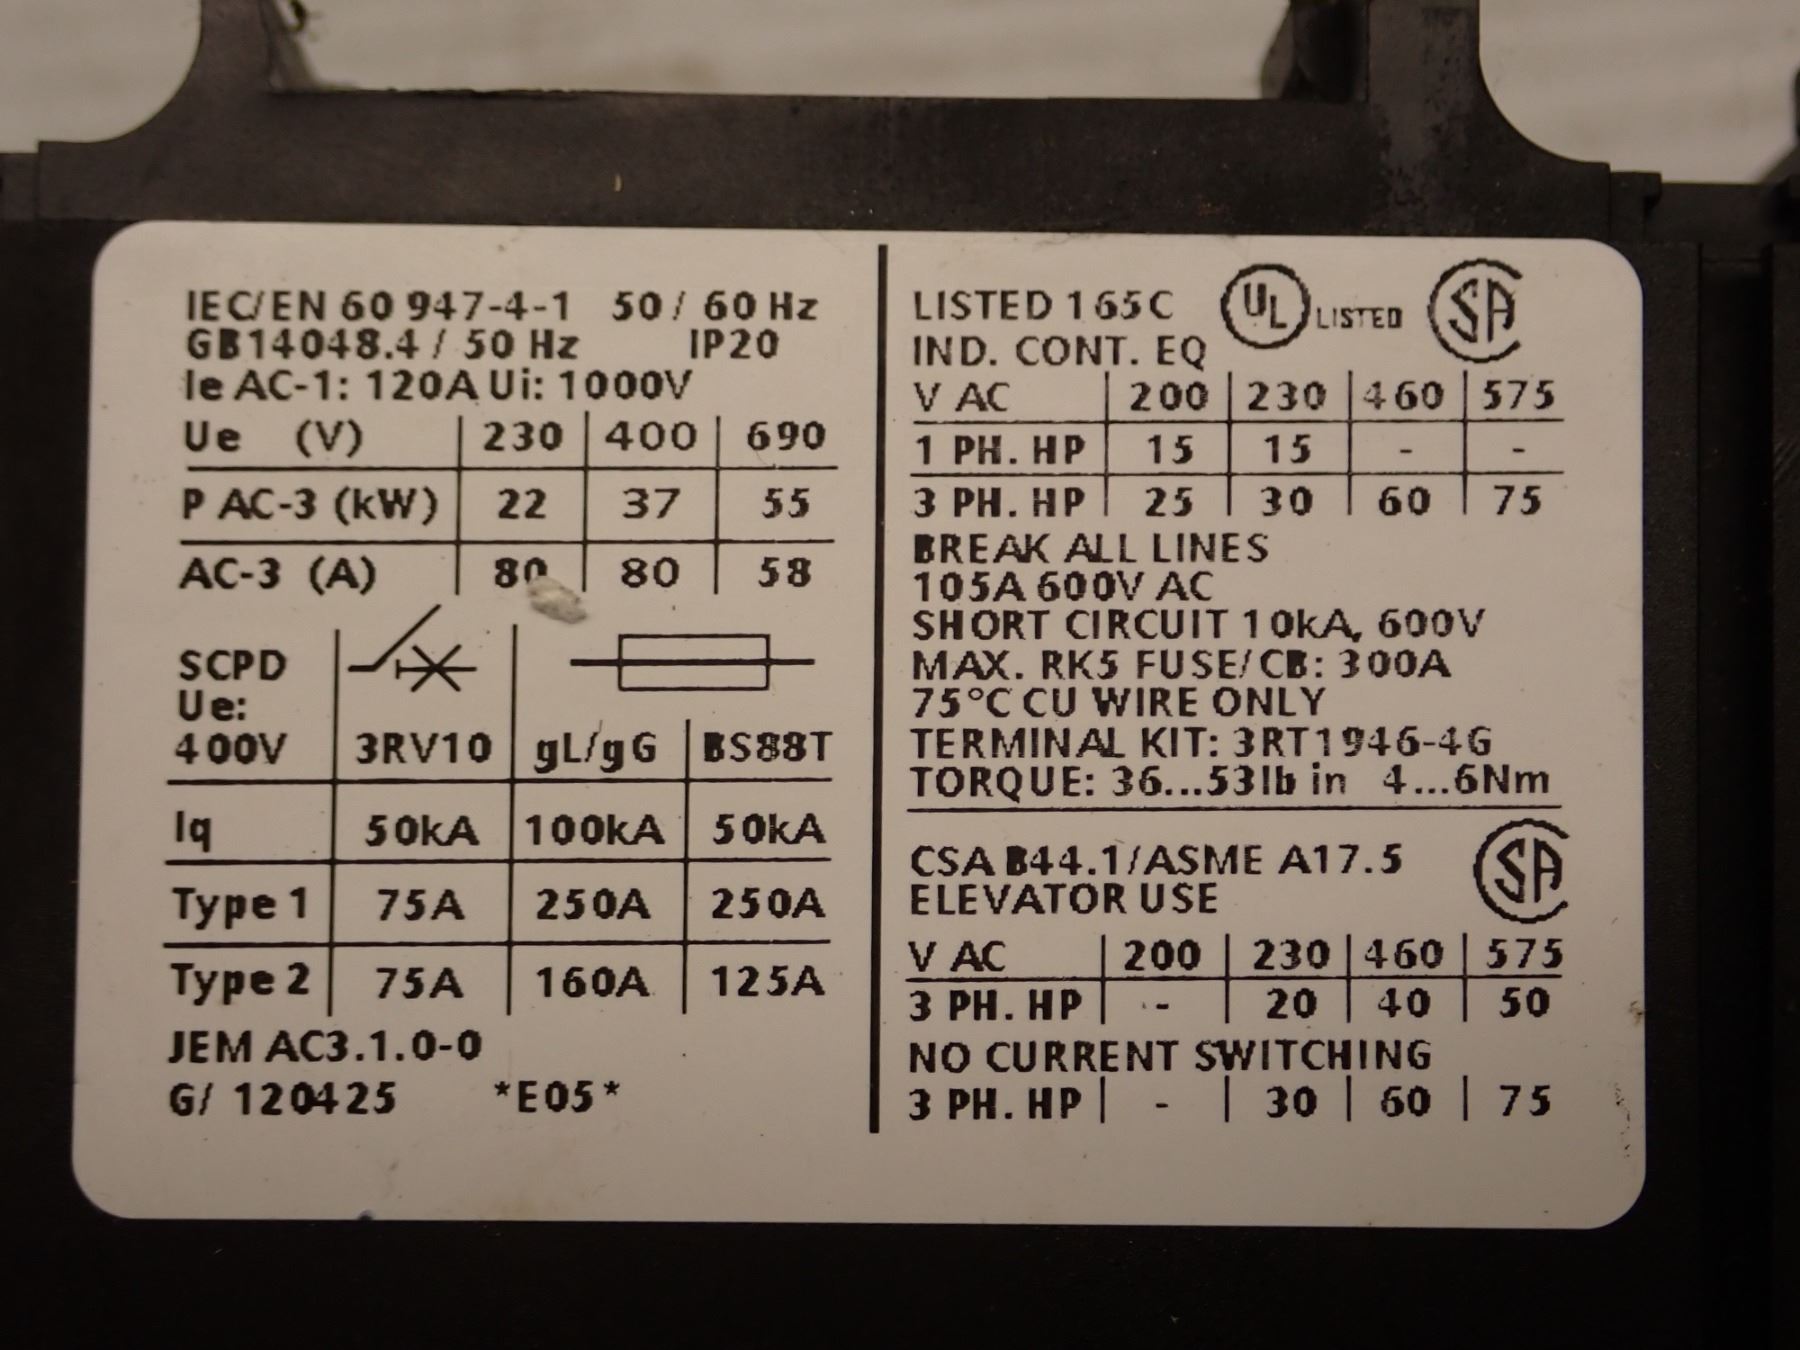 IEC/EN 60 947-4-1 50 / 60 Hz
GB14048.4 / 50 Hz IP20
Ie AC-1: 120A Ui: 1000V
Ue (V) 230 400 690
P AC-3 (kW) 22 37 55
AC-3 (A) 80 80 58
SCPD
Ue:
400V 3RV10 gL/gG BS88T
Iq 50kA 100kA 50kA
Type 1 75A 250A 250A
Type 2 75A 160A 125A
JEM AC3.1.0-0
G/ 120425 *E05*
LISTED 165C UL LISTED SA
IND. CONT. EQ
V AC 200 230 460 575
1 PH. HP 15 15 - -
3 PH. HP 25 30 60 75
BREAK ALL LINES
105A 600V AC
SHORT CIRCUIT 10kA, 600V
MAX. RK5 FUSE/CB: 300A
75°C CU WIRE ONLY
TERMINAL KIT: 3RT1946-4G
TORQUE: 36...53lb in 4...6Nm
CSA B44.1/ASME A17.5 SA
ELEVATOR USE
V AC 200 230 460 575
3 PH. HP - 20 40 50
NO CURRENT SWITCHING
3 PH. HP - 30 60 75